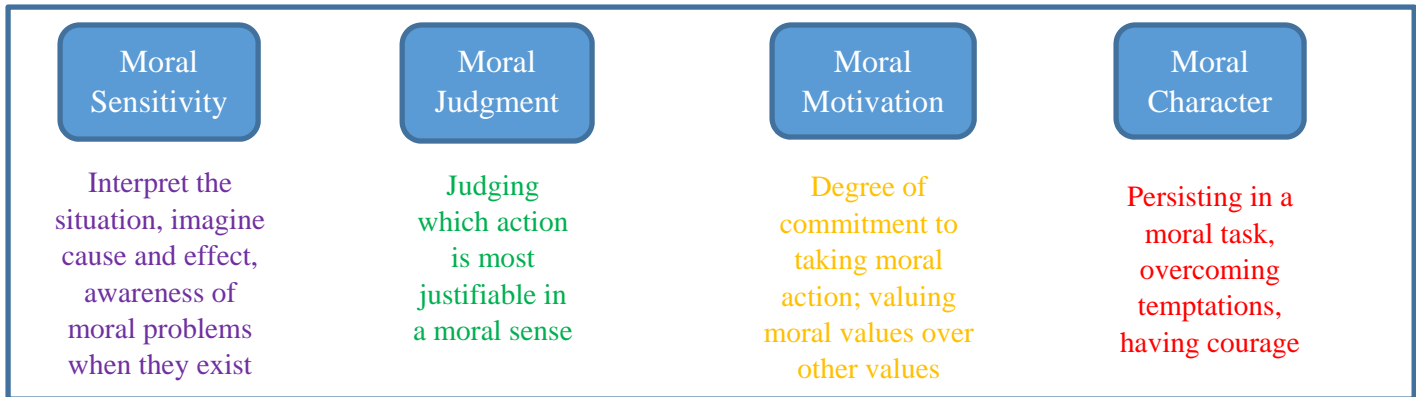 Moral
Sensitivity
Moral
Judgment
Moral
Motivation
Moral
Character
Interpret the
situation, imagine
cause and effect,
awareness of
moral problems
when they exist
Judging
which action
is most
justifiable in
a moral sense
Degree of
commitment to
taking moral
action; valuing
moral values over
other values
Persisting in a
moral task,
overcoming
temptations,
having courage